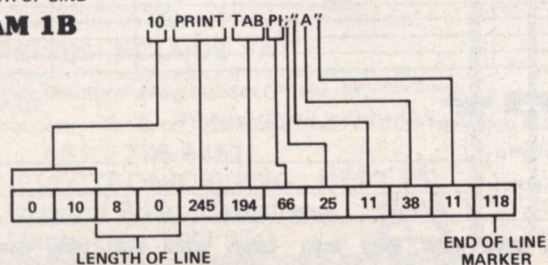 AM 1B
10 PRINT TAB PI;"A"
0 10 8 0 245 194 66 25 11 38 11 118
LENGTH OF LINE
END OF LINE
MARKER